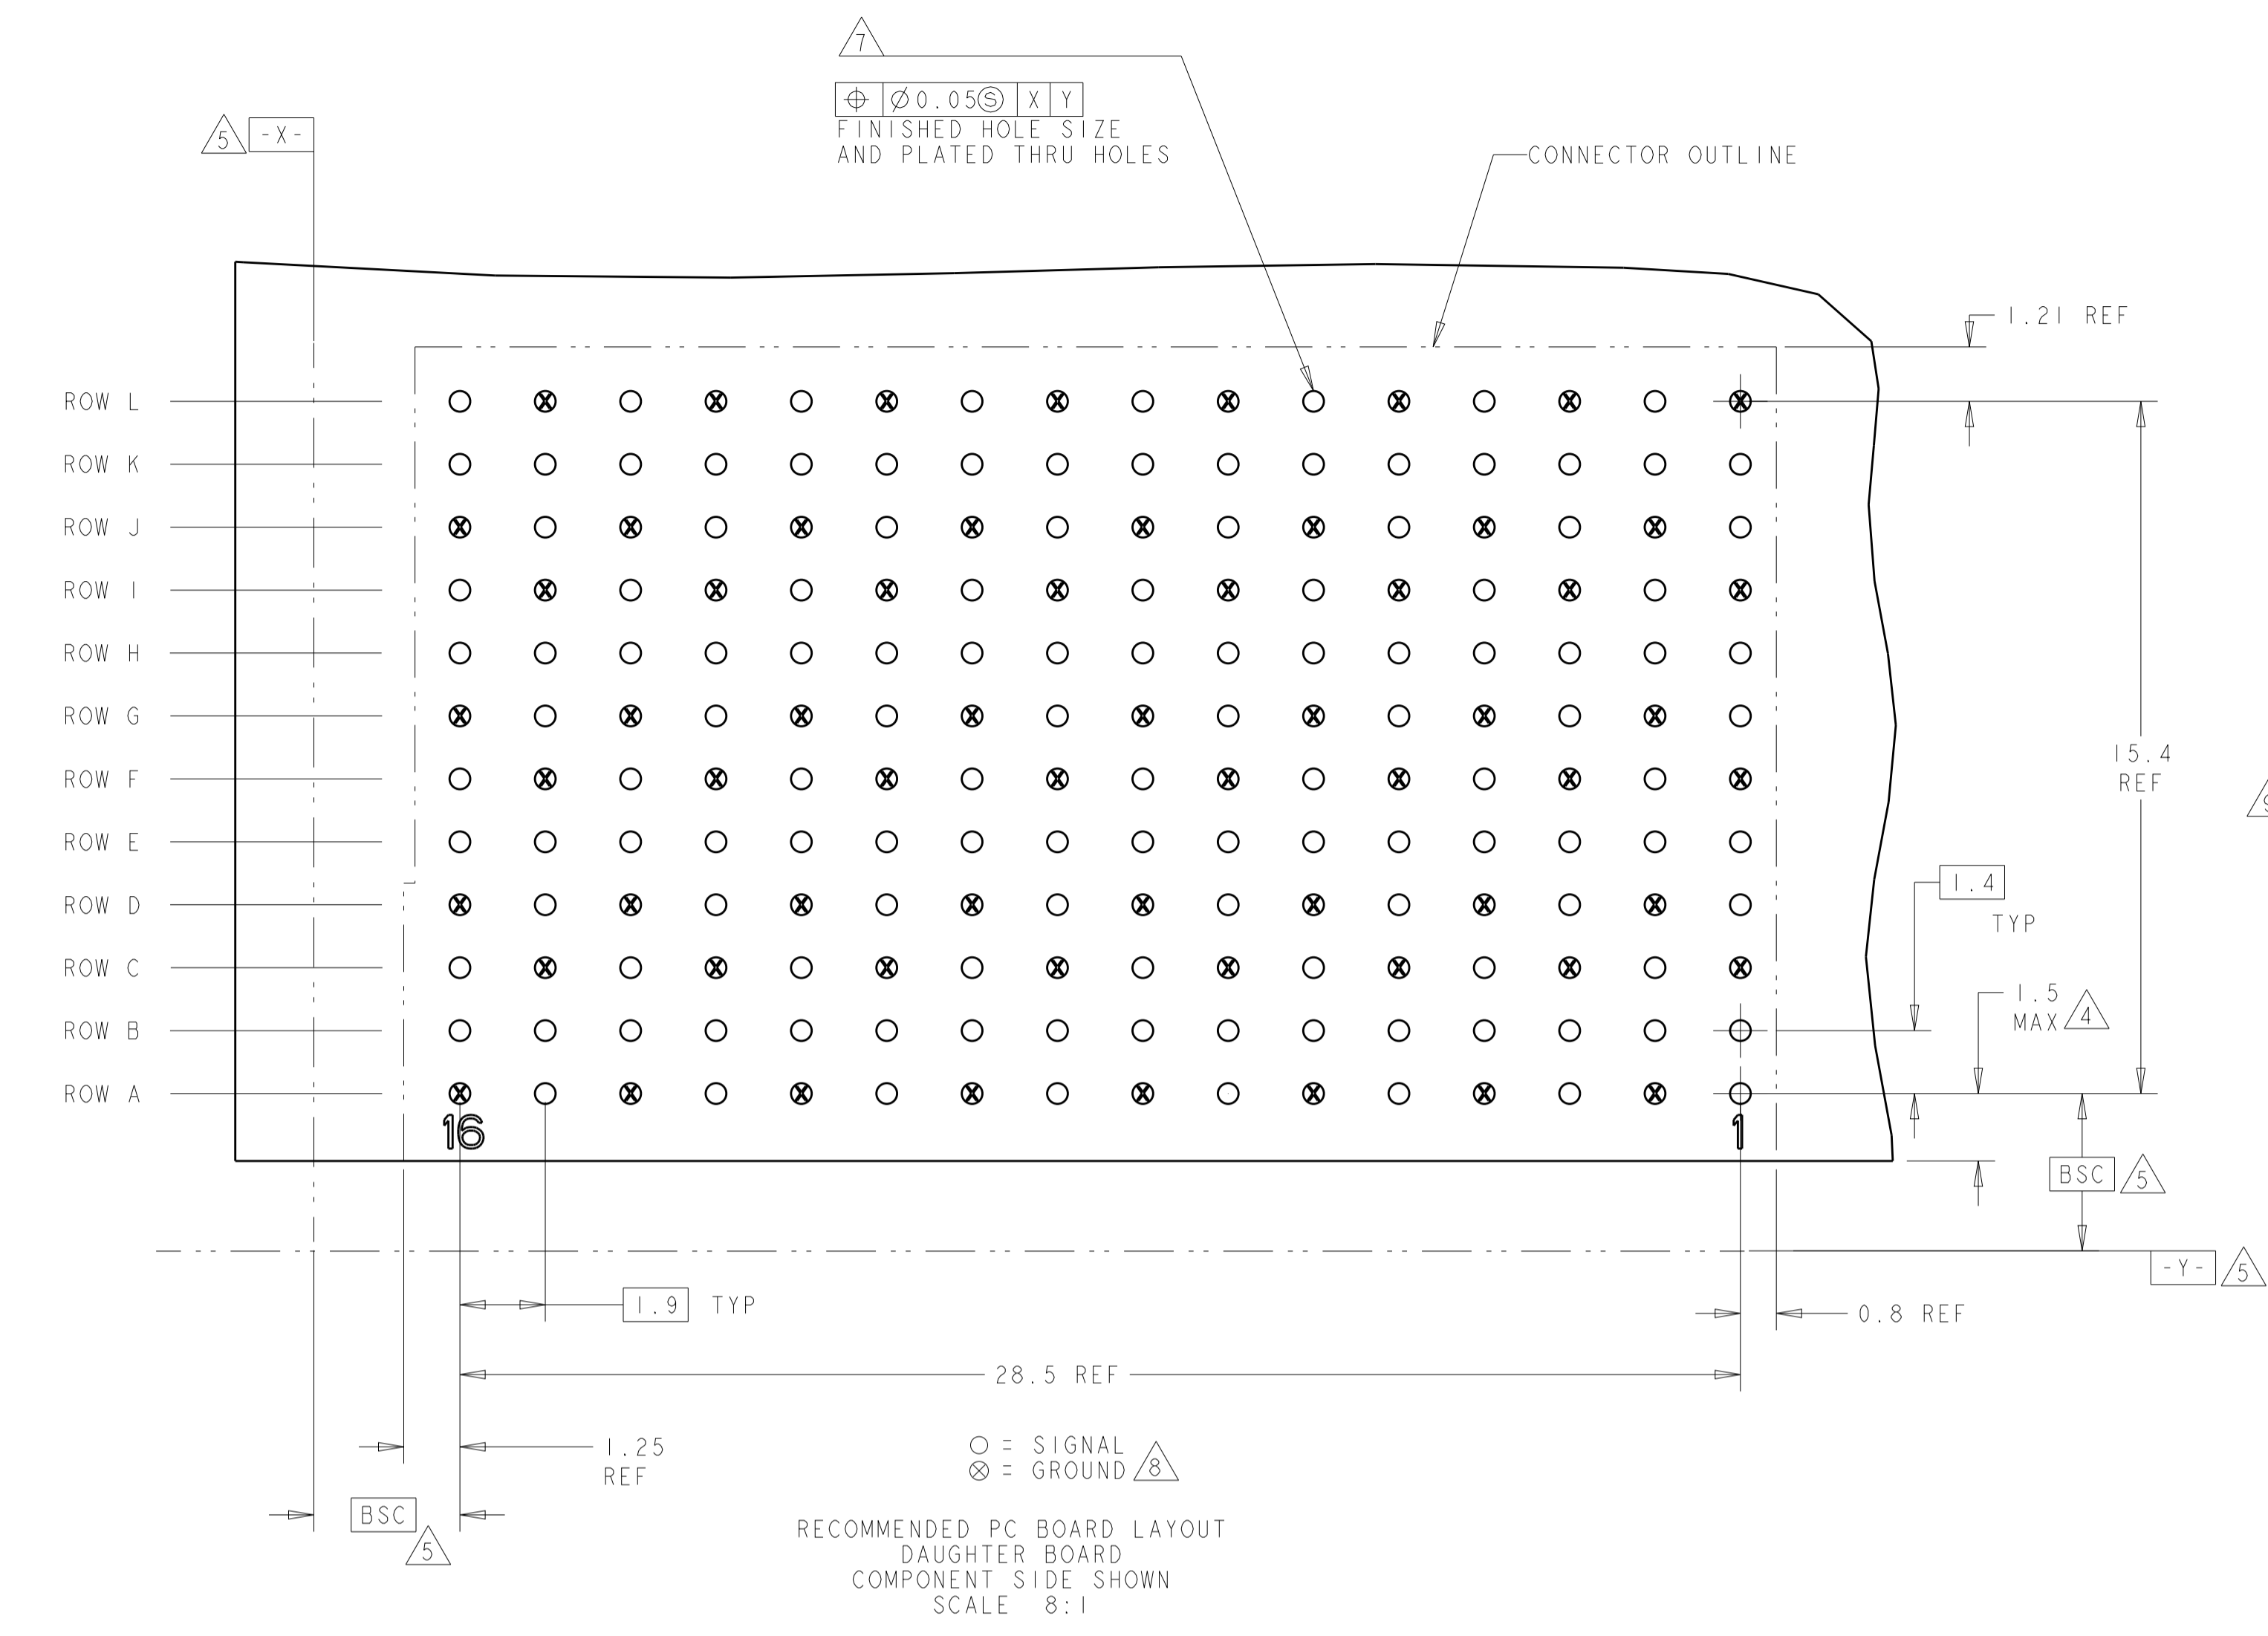 7
⌖ ⌀0.05Ⓢ X Y
FINISHED HOLE SIZE
AND PLATED THRU HOLES
5 -X-
CONNECTOR OUTLINE
1.21 REF
ROW L
ROW K
ROW J
ROW I
ROW H
ROW G
ROW F
ROW E
ROW D
ROW C
ROW B
ROW A
15.4
REF
1.4
TYP
1.5
MAX 4
16
1
BSC 5
-Y- 5
1.9 TYP
0.8 REF
28.5 REF
1.25
REF
BSC
5
○ = SIGNAL
⊗ = GROUND 8
RECOMMENDED PC BOARD LAYOUT
DAUGHTER BOARD
COMPONENT SIDE SHOWN
SCALE 8:1